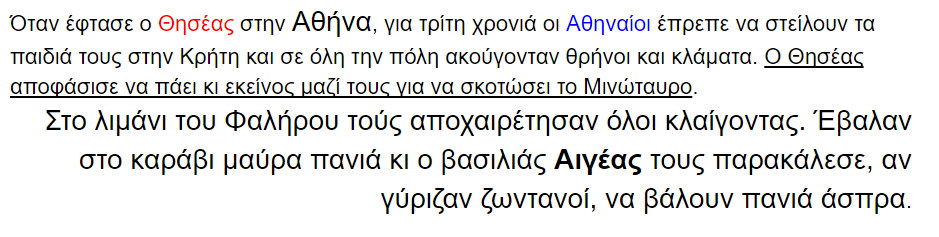 Όταν έφτασε ο Θησέας στην Αθήνα, για τρίτη χρονιά οι Αθηναίοι έπρεπε να στείλουν τα
παιδιά τους στην Κρήτη και σε όλη την πόλη ακούγονταν θρήνοι και κλάματα. Ο Θησέας
αποφάσισε να πάει κι εκείνος μαζί τους για να σκοτώσει το Μινώταυρο.
Στο λιμάνι του Φαλήρου τούς αποχαιρέτησαν όλοι κλαίγοντας. Έβαλαν
στο καράβι μαύρα πανιά κι ο βασιλιάς Αιγέας τους παρακάλεσε, αν
γύριζαν ζωντανοί, να βάλουν πανιά άσπρα.